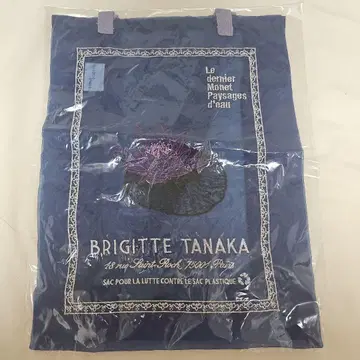 Le
dernier
Monet
Paysages
d'eau
BRIGITTE TANAKA
18 rue Saint-Roch, 75001 Paris
SAC POUR LA LUTTE CONTRE LE SAC PLASTIQUE